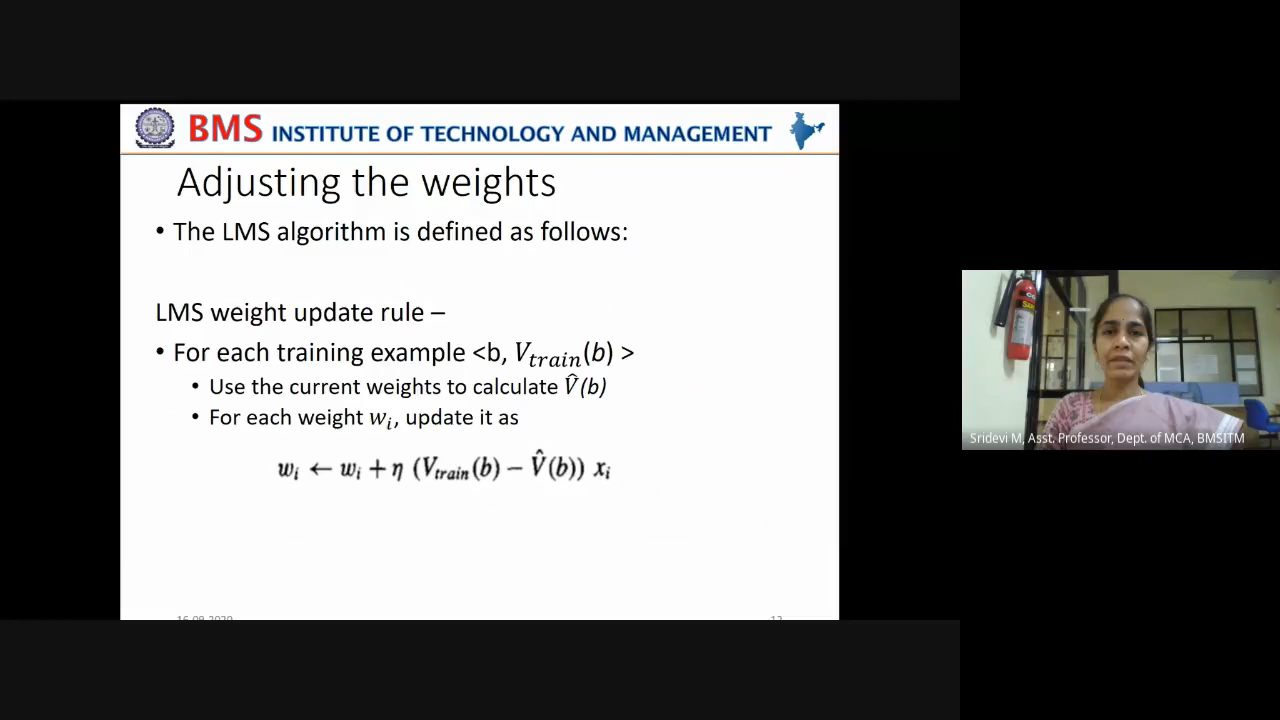 BMS INSTITUTE OF TECHNOLOGY AND MANAGEMENT
Adjusting the weights
• The LMS algorithm is defined as follows:
LMS weight update rule –
• For each training example <b, V_train(b) >
• Use the current weights to calculate V̂(b)
• For each weight w_i, update it as
w_i ← w_i + η (V_train(b) − V̂(b)) x_i
Sridevi M, Asst. Professor, Dept. of MCA, BMSITM